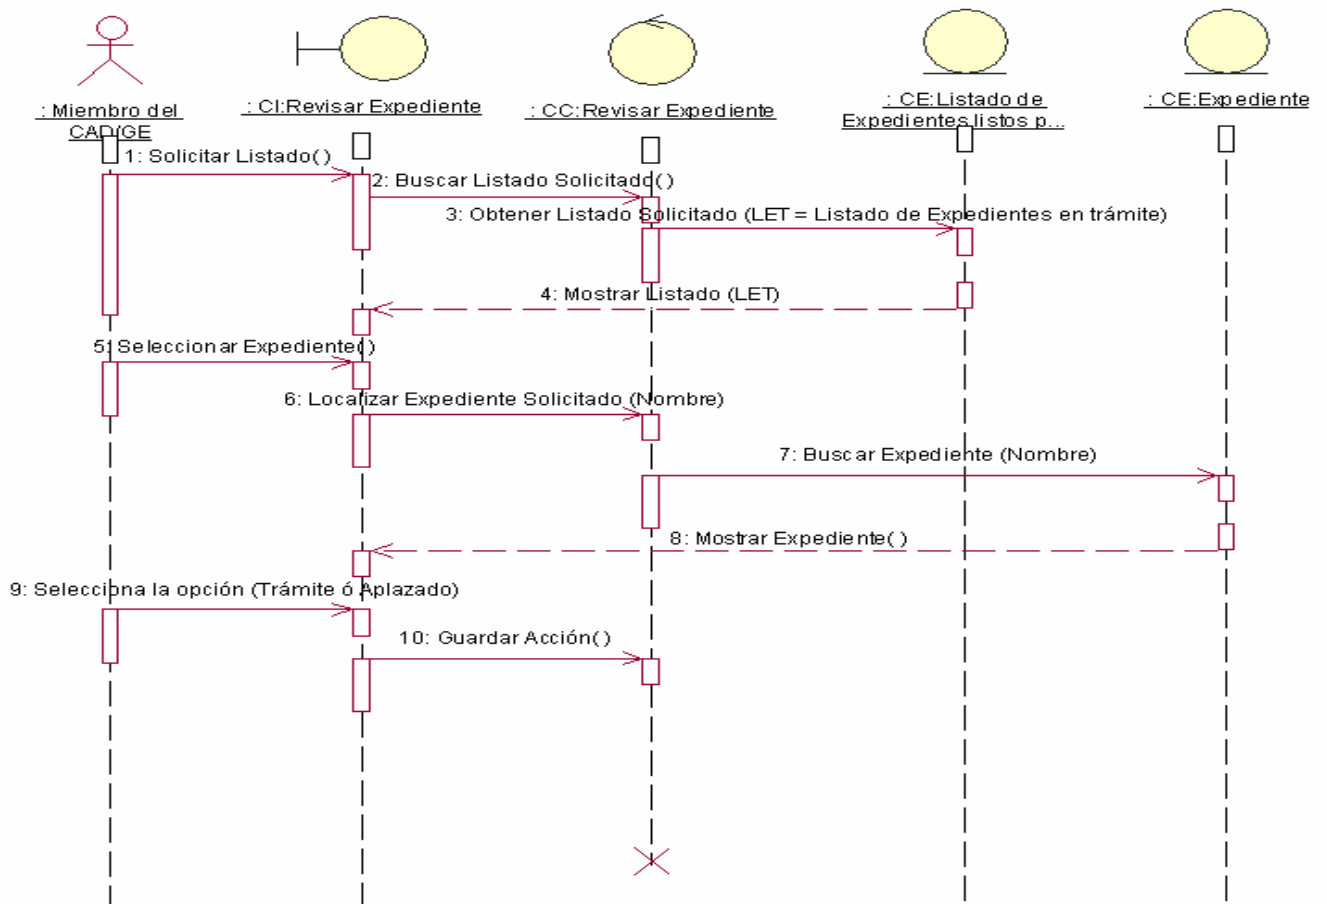 : Miembro del
CAD/GE
: CI:Revisar Expediente
: CC:Revisar Expediente
: CE:Listado de
Expedientes listos p...
: CE:Expediente
1: Solicitar Listado( )
2: Buscar Listado Solicitado( )
3: Obtener Listado Solicitado (LET = Listado de Expedientes en trámite)
4: Mostrar Listado (LET)
5: Seleccionar Expediente( )
6: Localizar Expediente Solicitado (Nombre)
7: Buscar Expediente (Nombre)
8: Mostrar Expediente( )
9: Selecciona la opción (Trámite ó Aplazado)
10: Guardar Acción( )